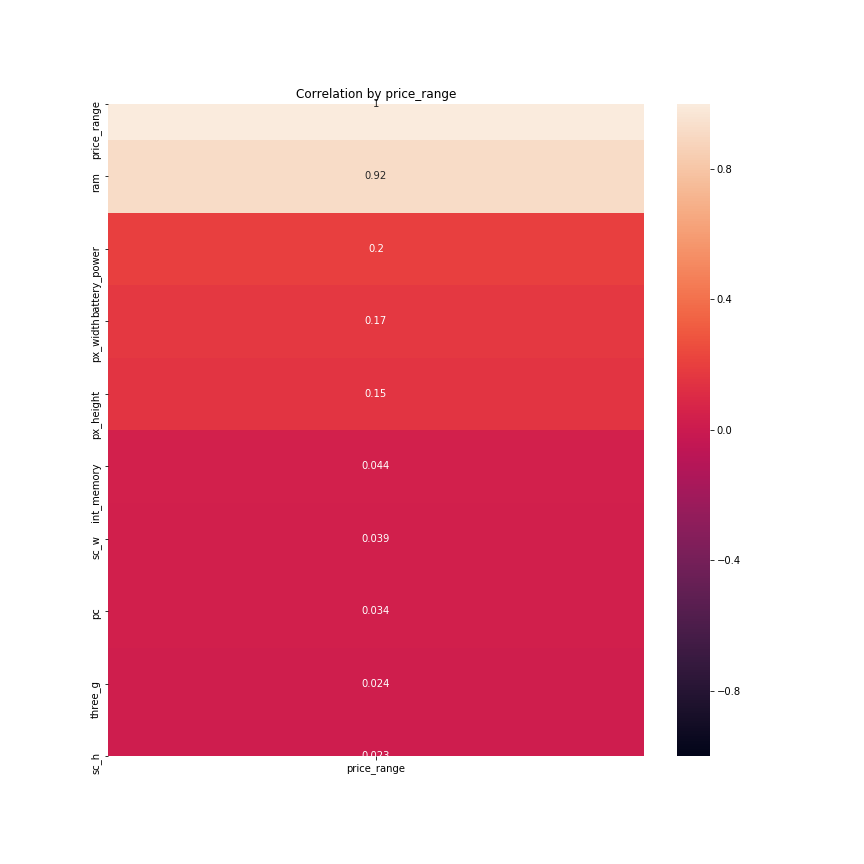 Correlation by price_range
price_range
1
ram
0.92
0.8
battery_power
0.2
0.4
px_width
0.17
px_height
0.15
0.0
int_memory
0.044
sc_w
0.039
−0.4
pc
0.034
three_g
0.024
−0.8
sc_h
0.023
price_range